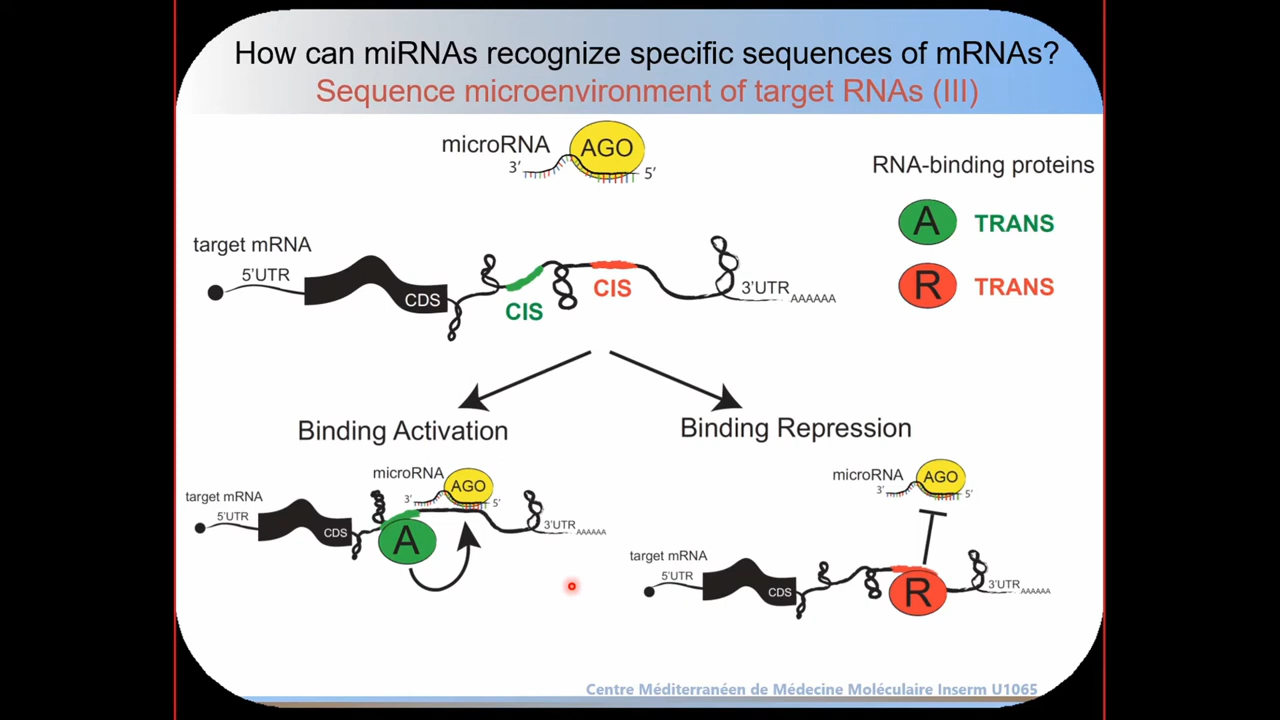 How can miRNAs recognize specific sequences of mRNAs?
Sequence microenvironment of target RNAs (III)
microRNA
AGO
3'
5'
RNA-binding proteins
A
TRANS
R
TRANS
target mRNA
5'UTR
CDS
CIS
CIS
3'UTR
AAAAAA
Binding Activation
Binding Repression
microRNA
AGO
3'
5'
target mRNA
5'UTR
CDS
A
3'UTR
AAAAAA
microRNA
AGO
3'
5'
target mRNA
5'UTR
CDS
R
3'UTR
AAAAAA
Centre Méditerranéen de Médecine Moléculaire Inserm U1065